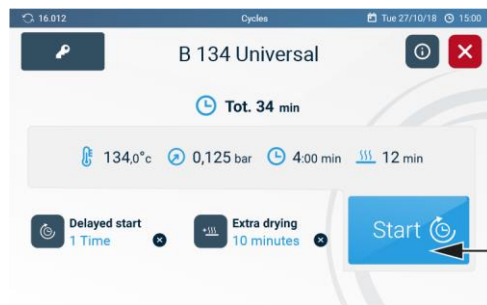 16.012 Cycles Tue 27/10/18 15:00
B 134 Universal
Tot. 34 min
134,0°c 0,125 bar 4:00 min 12 min
Delayed start
1 Time
Extra drying
10 minutes
Start